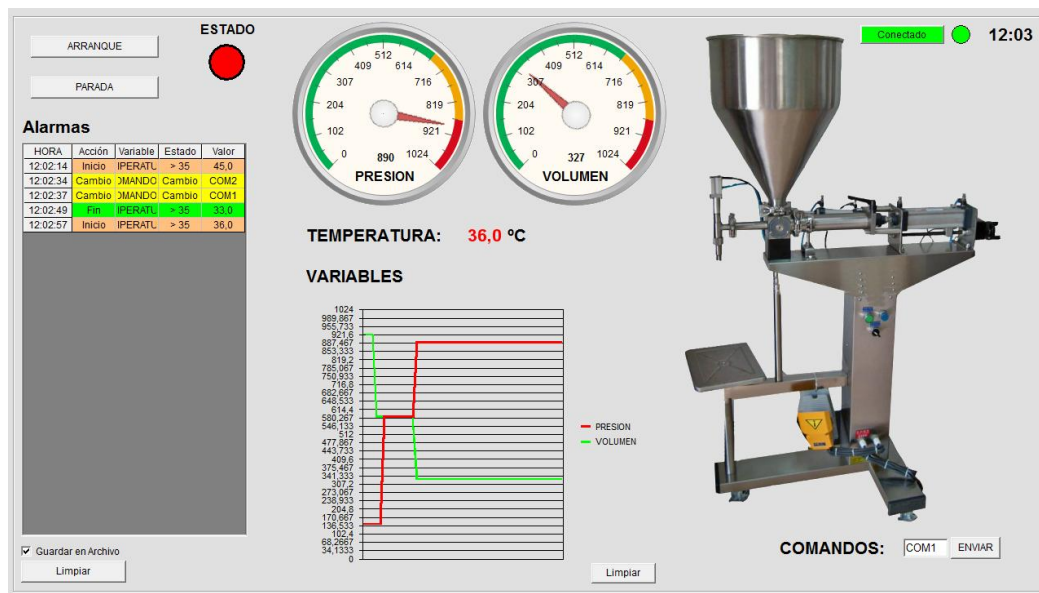 ARRANQUE
PARADA
ESTADO
Conectado
12:03
Alarmas
HORA Acción Variable Estado Valor
12:02:14 Inicio IPERATU > 35 45,0
12:02:34 Cambio OMANDO Cambio COM2
12:02:37 Cambio OMANDO Cambio COM1
12:02:49 Fin IPERATU > 35 33,0
12:02:57 Inicio IPERATU > 35 36,0
0 102 204 307 409 512 614 716 819 921 1024
890
PRESION
0 102 204 307 409 512 614 716 819 921 1024
327
VOLUMEN
TEMPERATURA: 36,0 ºC
VARIABLES
1024
989,867
955,733
921,6
887,467
853,333
819,2
785,067
750,933
716,8
682,667
648,533
614,4
580,267
546,133
512
477,867
443,733
409,6
375,467
341,333
307,2
273,067
238,933
204,8
170,667
136,533
102,4
68,2667
34,1333
0
PRESION
VOLUMEN
Guardar en Archivo
Limpiar
Limpiar
COMANDOS: COM1 ENVIAR